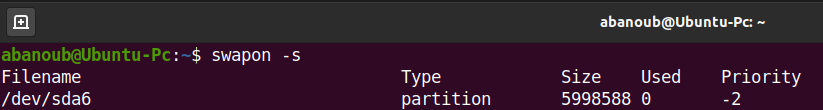 abanoub@Ubuntu-Pc: ~
abanoub@Ubuntu-Pc:~$ swapon -s
Filename Type Size Used Priority
/dev/sda6 partition 5998588 0 -2